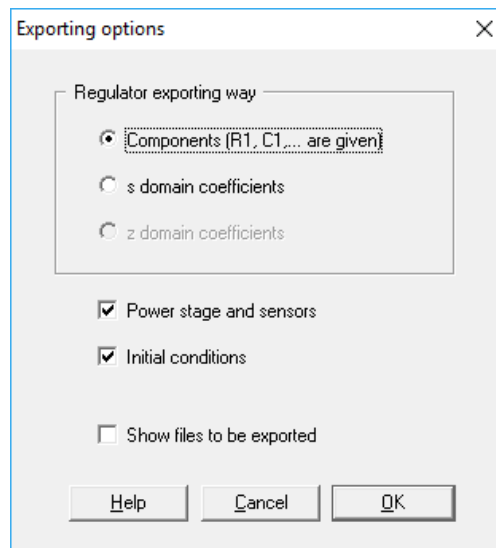 Exporting options
Regulator exporting way
Components (R1, C1,... are given)
s domain coefficients
z domain coefficients
Power stage and sensors
Initial conditions
Show files to be exported
Help Cancel OK